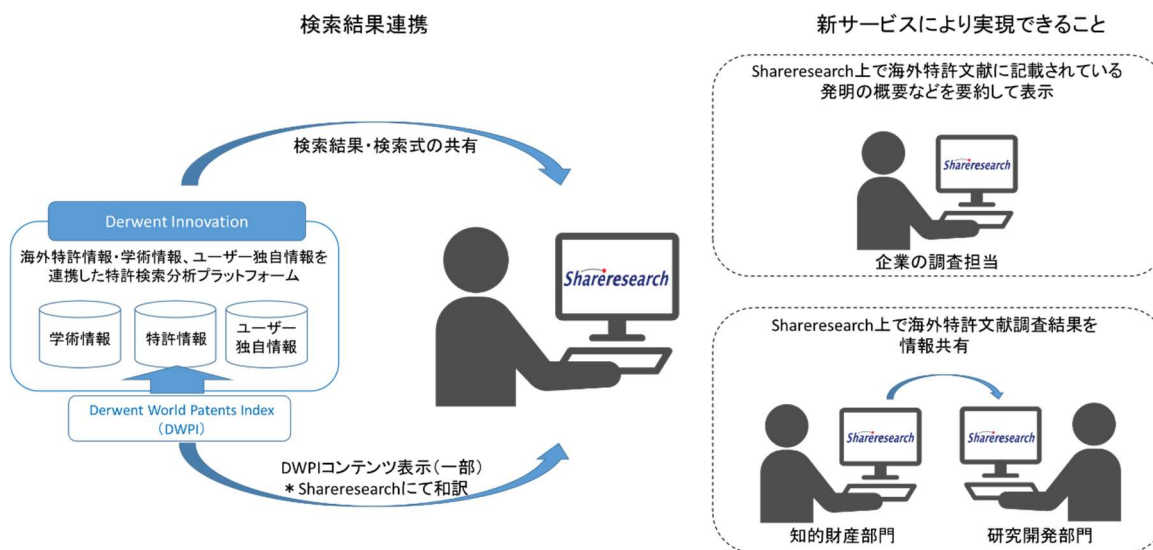 検索結果連携
検索結果・検索式の共有
Derwent Innovation
海外特許情報・学術情報、ユーザー独自情報を
連携した特許検索分析プラットフォーム
学術情報
特許情報
ユーザー
独自情報
Derwent World Patents Index
（DWPI）
DWPIコンテンツ表示（一部）
＊Shareresearchにて和訳
Shareresearch
新サービスにより実現できること
Shareresearch上で海外特許文献に記載されている
発明の概要などを要約して表示
Shareresearch
企業の調査担当
Shareresearch上で海外特許文献調査結果を
情報共有
Shareresearch
Shareresearch
知的財産部門
研究開発部門